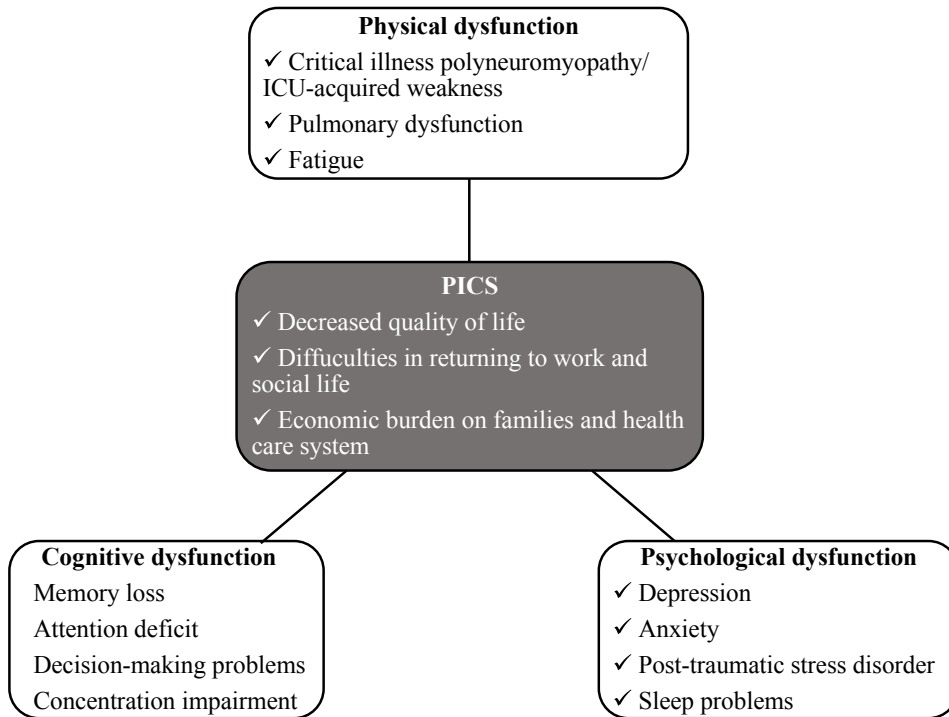 Physical dysfunction
✓ Critical illness polyneuromyopathy/
ICU-acquired weakness
✓ Pulmonary dysfunction
✓ Fatigue
PICS
✓ Decreased quality of life
✓ Diffuculties in returning to work and
social life
✓ Economic burden on families and health
care system
Cognitive dysfunction
Memory loss
Attention deficit
Decision-making problems
Concentration impairment
Psychological dysfunction
✓ Depression
✓ Anxiety
✓ Post-traumatic stress disorder
✓ Sleep problems